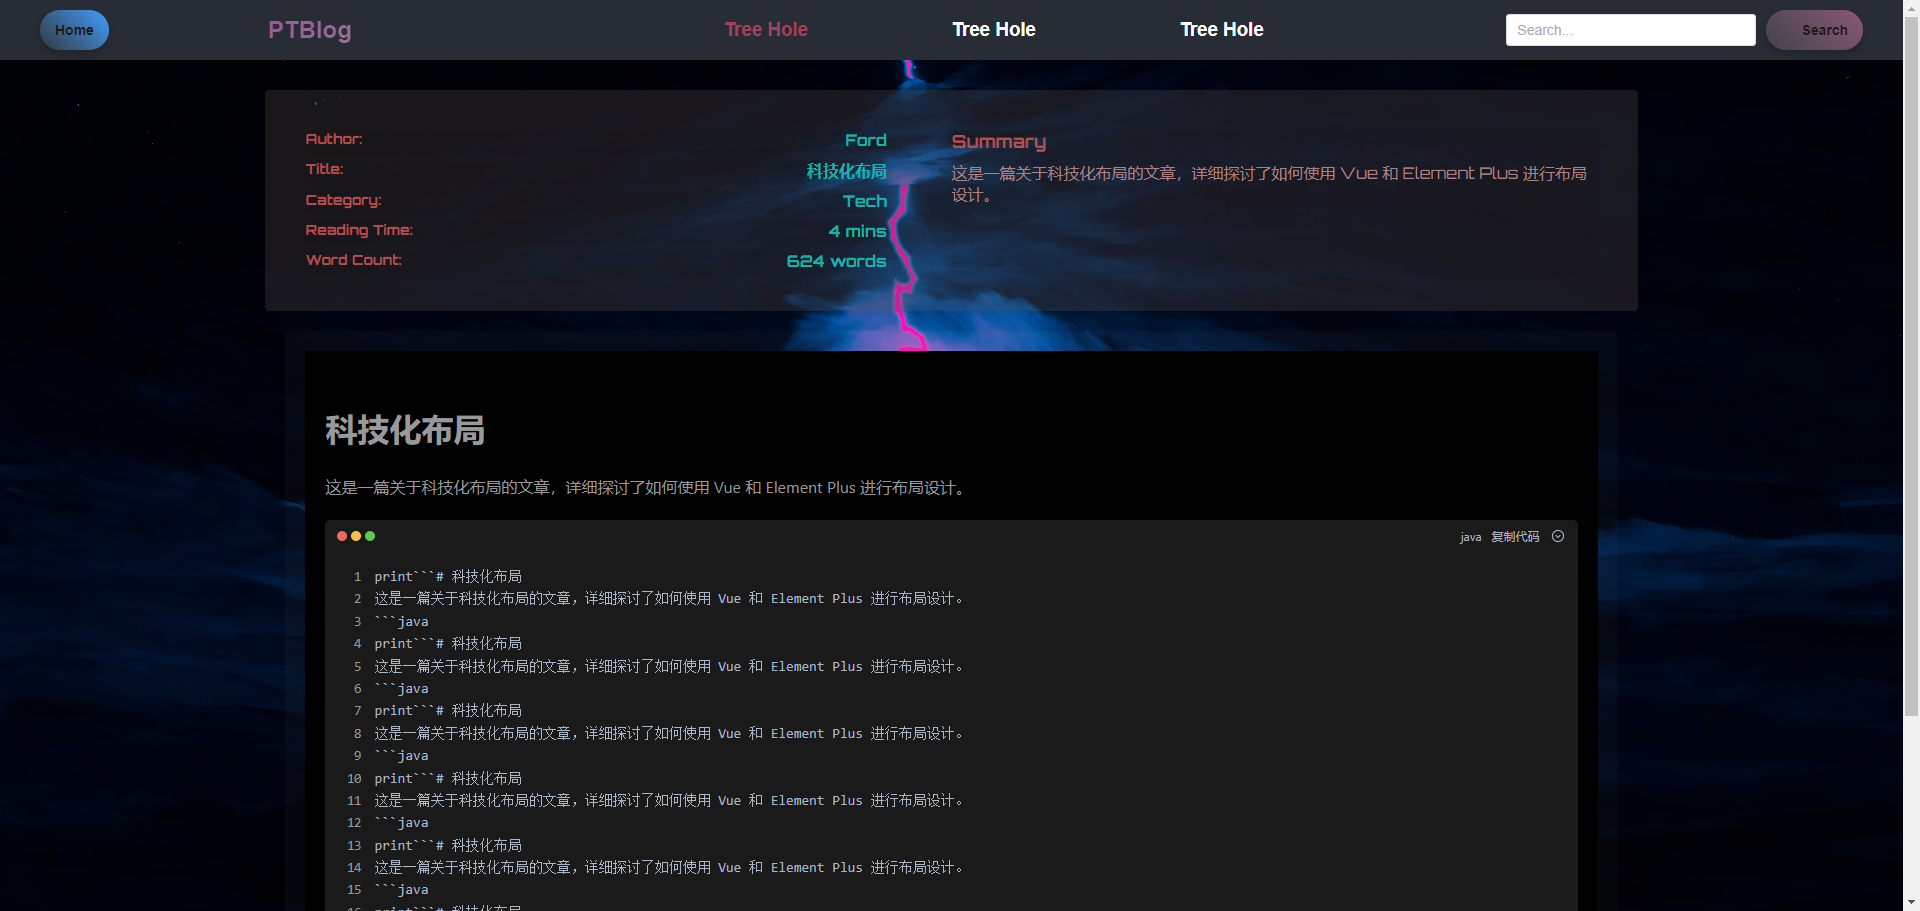 Home
PTBlog
Tree Hole
Tree Hole
Tree Hole
Search...
Search
Author:
Ford
Title:
科技化布局
Category:
Tech
Reading Time:
4 mins
Word Count:
624 words
Summary
这是一篇关于科技化布局的文章，详细探讨了如何使用 Vue 和 Element Plus 进行布局
设计。
科技化布局
这是一篇关于科技化布局的文章，详细探讨了如何使用 Vue 和 Element Plus 进行布局设计。
java 复制代码
1 print```# 科技化布局
2 这是一篇关于科技化布局的文章，详细探讨了如何使用 Vue 和 Element Plus 进行布局设计。
3 ```java
4 print```# 科技化布局
5 这是一篇关于科技化布局的文章，详细探讨了如何使用 Vue 和 Element Plus 进行布局设计。
6 ```java
7 print```# 科技化布局
8 这是一篇关于科技化布局的文章，详细探讨了如何使用 Vue 和 Element Plus 进行布局设计。
9 ```java
10 print```# 科技化布局
11 这是一篇关于科技化布局的文章，详细探讨了如何使用 Vue 和 Element Plus 进行布局设计。
12 ```java
13 print```# 科技化布局
14 这是一篇关于科技化布局的文章，详细探讨了如何使用 Vue 和 Element Plus 进行布局设计。
15 ```java
16 print```# 科技化布局